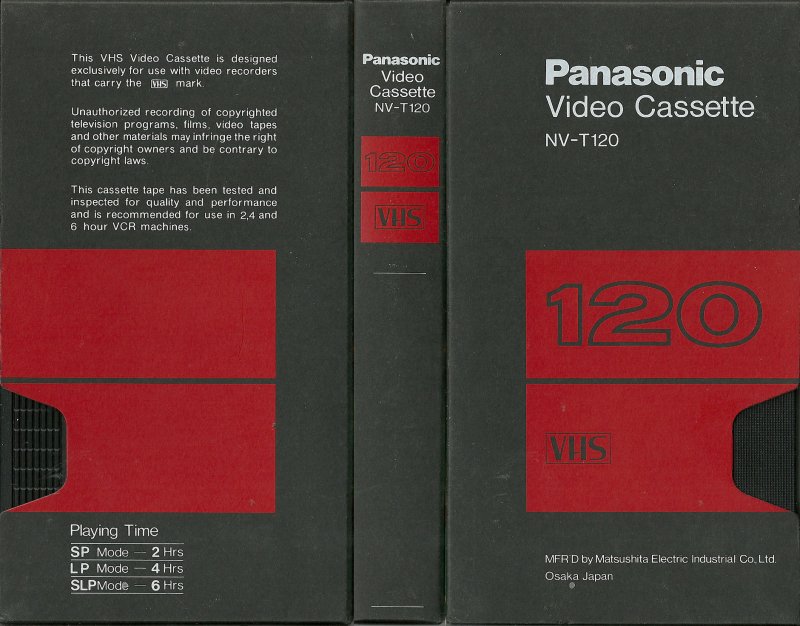 This VHS Video Cassette is designed
exclusively for use with video recorders
that carry the VHS mark.
Unauthorized recording of copyrighted
television programs, films, video tapes
and other materials may infringe the right
of copyright owners and be contrary to
copyright laws.
This cassette tape has been tested and
inspected for quality and performance
and is recommended for use in 2,4 and
6 hour VCR machines.
Playing Time
SP Mode — 2 Hrs
LP Mode — 4 Hrs
SLP Mode — 6 Hrs
Panasonic
Video
Cassette
NV-T120
120
VHS
Panasonic
Video Cassette
NV-T120
120
VHS
MFR'D by Matsushita Electric Industrial Co., Ltd.
Osaka Japan